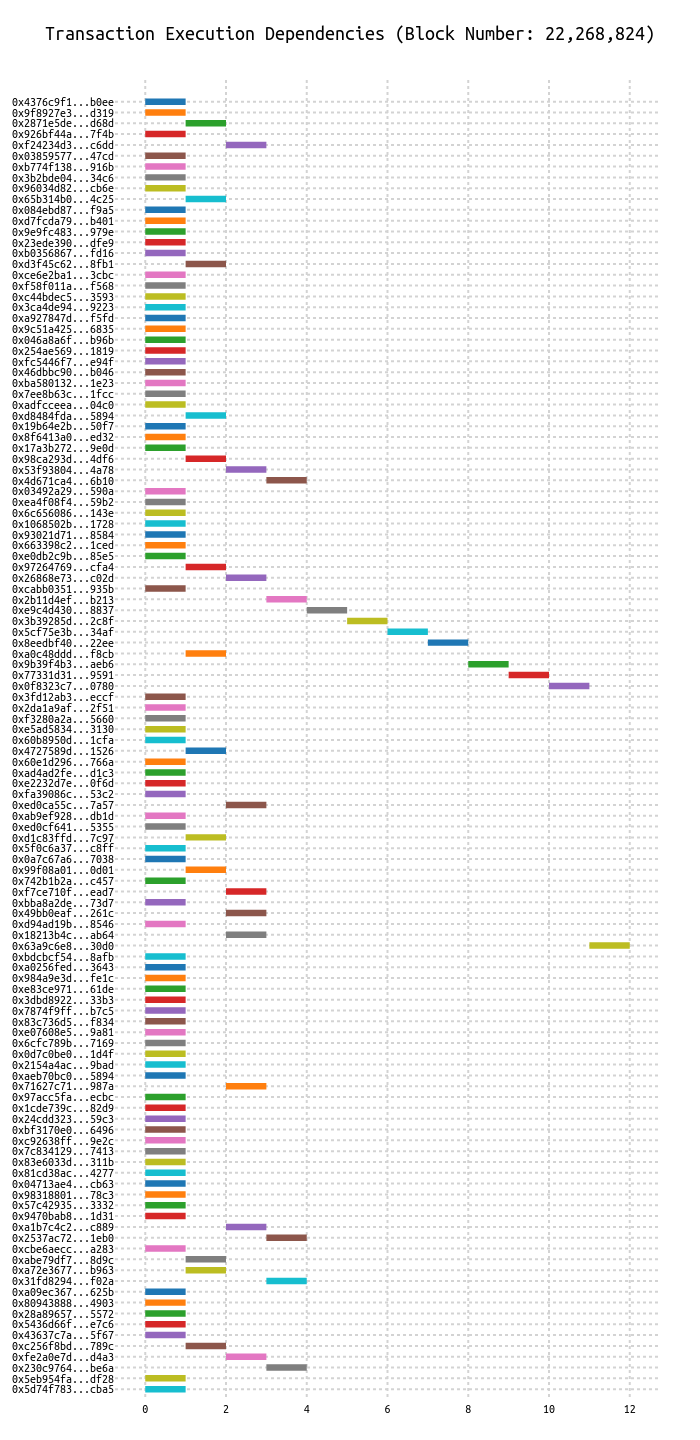 Transaction Execution Dependencies (Block Number: 22,268,824)
0x4376c9f1...b0ee
0x9f8927e3...d319
0x2871e5de...d68d
0x926bf44a...7f4b
0xf24234d3...c6dd
0x03859577...47cd
0xb774f138...916b
0x3b2bde04...34c6
0x96034d82...cb6e
0x65b314b0...4c25
0x084ebd87...f9a5
0xd7fcda79...b401
0x9e9fc483...979e
0x23ede390...dfe9
0xb0356867...fd16
0xd3f45c62...8fb1
0xce6e2ba1...3cbc
0xf58f011a...f568
0xc44bdec5...3593
0x3ca4de94...9223
0xa927847d...f5fd
0x9c51a425...6835
0x046a8a6f...b96b
0x254ae569...1819
0xfc5446f7...e94f
0x46dbbc90...b046
0xba580132...1e23
0x7ee8b63c...1fcc
0xadfcceea...04c0
0xd8484fda...5894
0x19b64e2b...50f7
0x8f6413a0...ed32
0x17a3b272...9e0d
0x98ca293d...4df6
0x53f93804...4a78
0x4d671ca4...6b10
0x03492a29...590a
0xea4f08f4...59b2
0x6c656086...143e
0x1068502b...1728
0x93021d71...8584
0x663398c2...1ced
0xe0db2c9b...85e5
0x97264769...cfa4
0x26868e73...c02d
0xcabb0351...935b
0x2b11d4ef...b213
0xe9c4d430...8837
0x3b39285d...2c8f
0x5cf75e3b...34af
0x8eedbf40...22ee
0xa0c48ddd...f8cb
0x9b39f4b3...aeb6
0x77331d31...9591
0x0f8323c7...0780
0x3fd12ab3...eccf
0x2da1a9af...2f51
0xf3280a2a...5660
0xe5ad5834...3130
0x60b8950d...1cfa
0x4727589d...1526
0x60e1d296...766a
0xad4ad2fe...d1c3
0xe2232d7e...0f6d
0xfa39086c...53c2
0xed0ca55c...7a57
0xab9ef928...db1d
0xed0cf641...5355
0xd1c83ffd...7c97
0x5f0c6a37...c8ff
0x0a7c67a6...7038
0x99f08a01...0d01
0x742b1b2a...c457
0xf7ce710f...ead7
0xbba8a2de...73d7
0x49bb0eaf...261c
0xd94ad19b...8546
0x18213b4c...ab64
0x63a9c6e8...30d0
0xbdcbcf54...8afb
0xa0256fed...3643
0x984a9e3d...fe1c
0xe83ce971...61de
0x3dbd8922...33b3
0x7874f9ff...b7c5
0x83c736d5...f834
0xe07608e5...9a81
0x6cfc789b...7169
0x0d7c0be0...1d4f
0x2154a4ac...9bad
0xaeb70bc0...5894
0x71627c71...987a
0x97acc5fa...ecbc
0x1cde739c...82d9
0x24cdd323...59c3
0xbf3170e0...6496
0xc92638ff...9e2c
0x7c834129...7413
0x83e6033d...311b
0x81cd38ac...4277
0x04713ae4...cb63
0x98318801...78c3
0x57c42935...3332
0x9470bab8...1d31
0xa1b7c4c2...c889
0x2537ac72...1eb0
0xcbe6aecc...a283
0xabe79df7...8d9c
0xa72e3677...b963
0x31fd8294...f02a
0xa09ec367...625b
0x80943888...4903
0x28a89657...5572
0x5436d66f...e7c6
0x43637c7a...5f67
0xc256f8bd...789c
0xfe2a0e7d...d4a3
0x230c9764...be6a
0x5eb954fa...df28
0x5d74f783...cba5
0 2 4 6 8 10 12